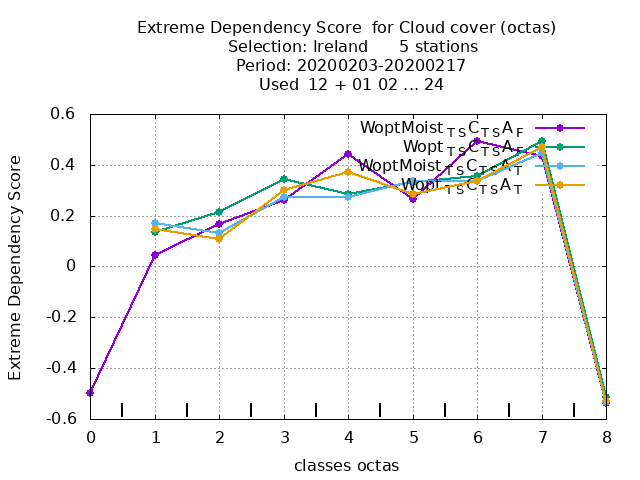 Extreme Dependency Score  for Cloud cover (octas)
Selection: Ireland      5 stations
Period: 20200203-20200217
Used  12 + 01 02 ... 24
WoptMoist TS C TS A F
Wopt TS C TS A F
WoptMoist TS C TS A T
Wopt TS C TS A T
Extreme Dependency Score
0.6
0.4
0.2
0
-0.2
-0.4
-0.6
0 1 2 3 4 5 6 7 8
classes octas